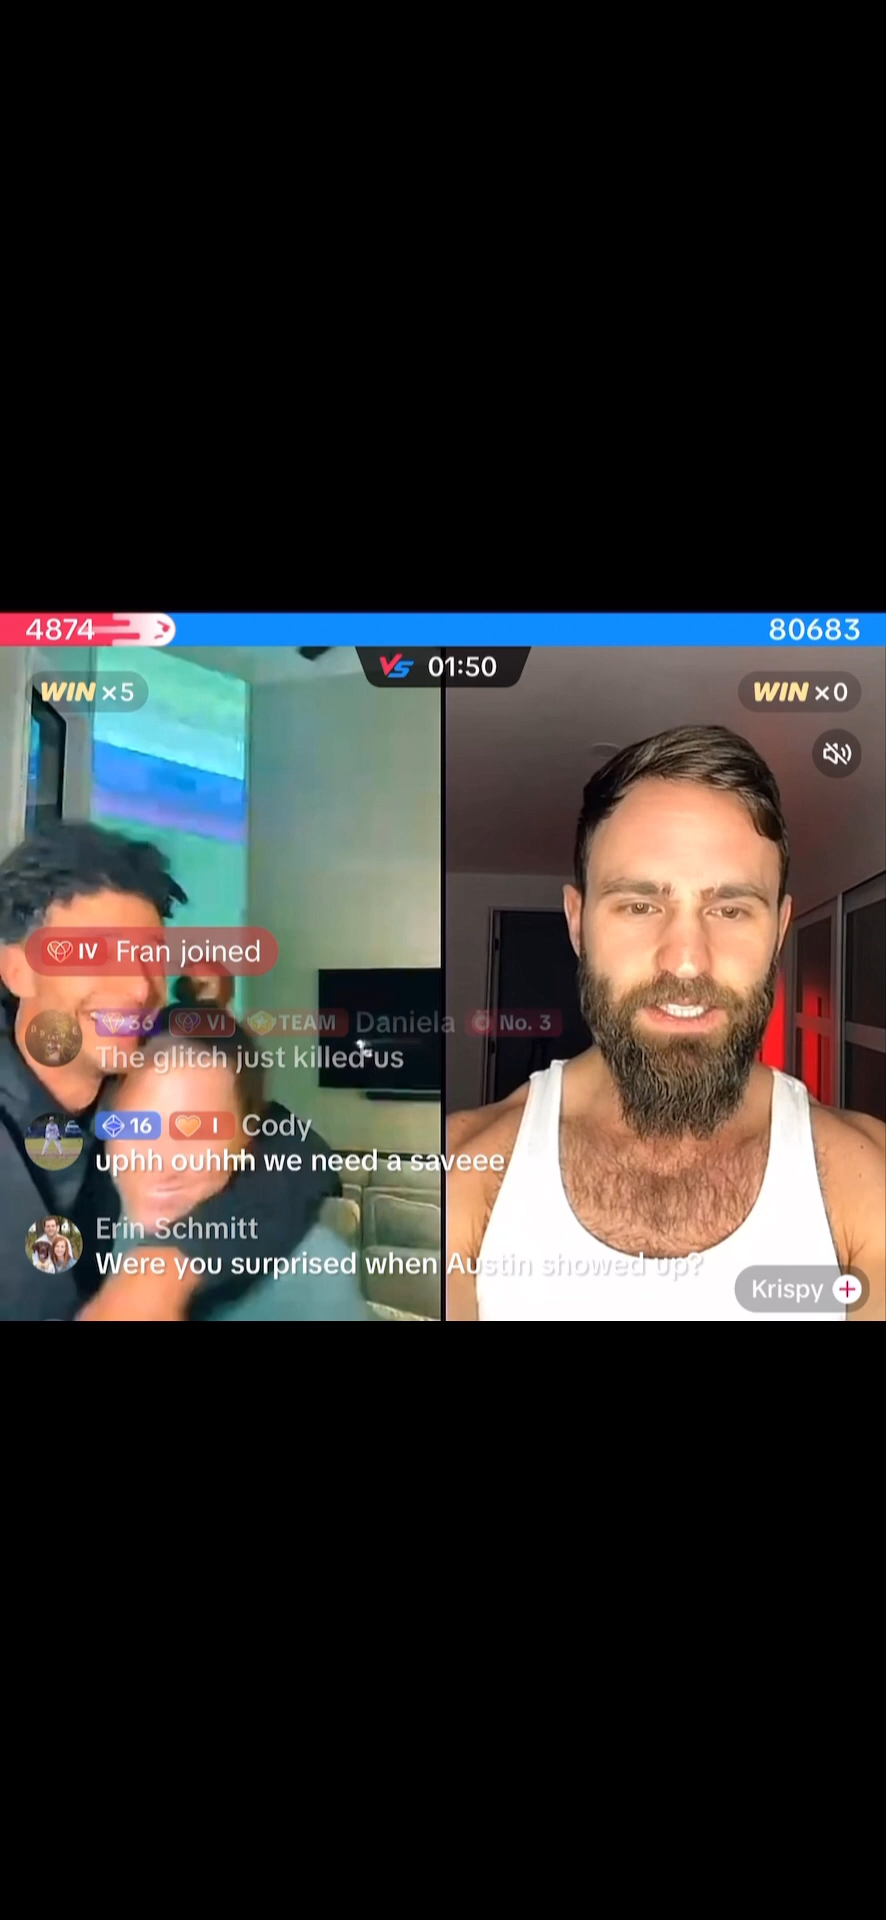 4874
80683
VS 01:50
WIN ×5
WIN ×0
IV Fran joined
36 VI TEAM Daniela No. 3
The glitch just killed us
16 I Cody
uphh ouhhh we need a saveee
Erin Schmitt
Were you surprised when Austin showed up?
Krispy